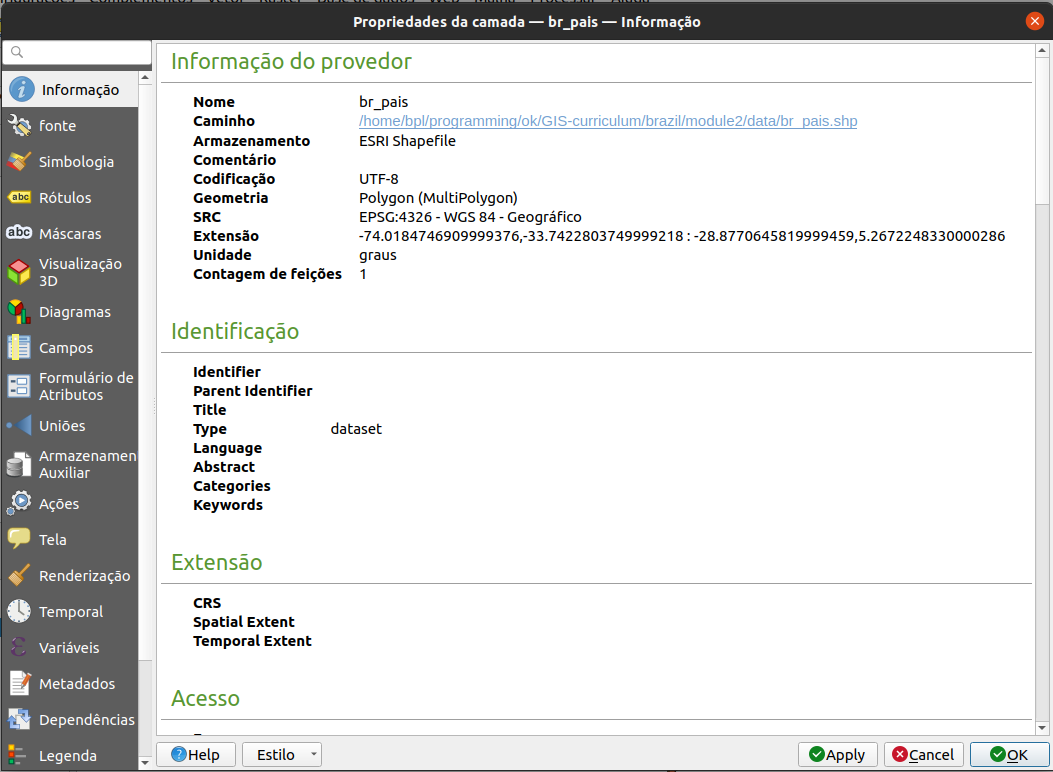 Propriedades da camada — br_pais — Informação
Informação
fonte
Simbologia
abc Rótulos
abc Máscaras
Visualização
3D
Diagramas
Campos
Formulário de
Atributos
Uniões
Armazenamen
Auxiliar
Ações
Tela
Renderização
Temporal
Variáveis
Metadados
Dependências
Legenda
Informação do provedor
Nome br_pais
Caminho /home/bpl/programming/ok/GIS-curriculum/brazil/module2/data/br_pais.shp
Armazenamento ESRI Shapefile
Comentário
Codificação UTF-8
Geometria Polygon (MultiPolygon)
SRC EPSG:4326 - WGS 84 - Geográfico
Extensão -74.0184746909999376,-33.7422803749999218 : -28.8770645819999459,5.2672248330000286
Unidade graus
Contagem de feições 1
Identificação
Identifier
Parent Identifier
Title
Type dataset
Language
Abstract
Categories
Keywords
Extensão
CRS
Spatial Extent
Temporal Extent
Acesso
Help
Estilo
Apply
Cancel
OK